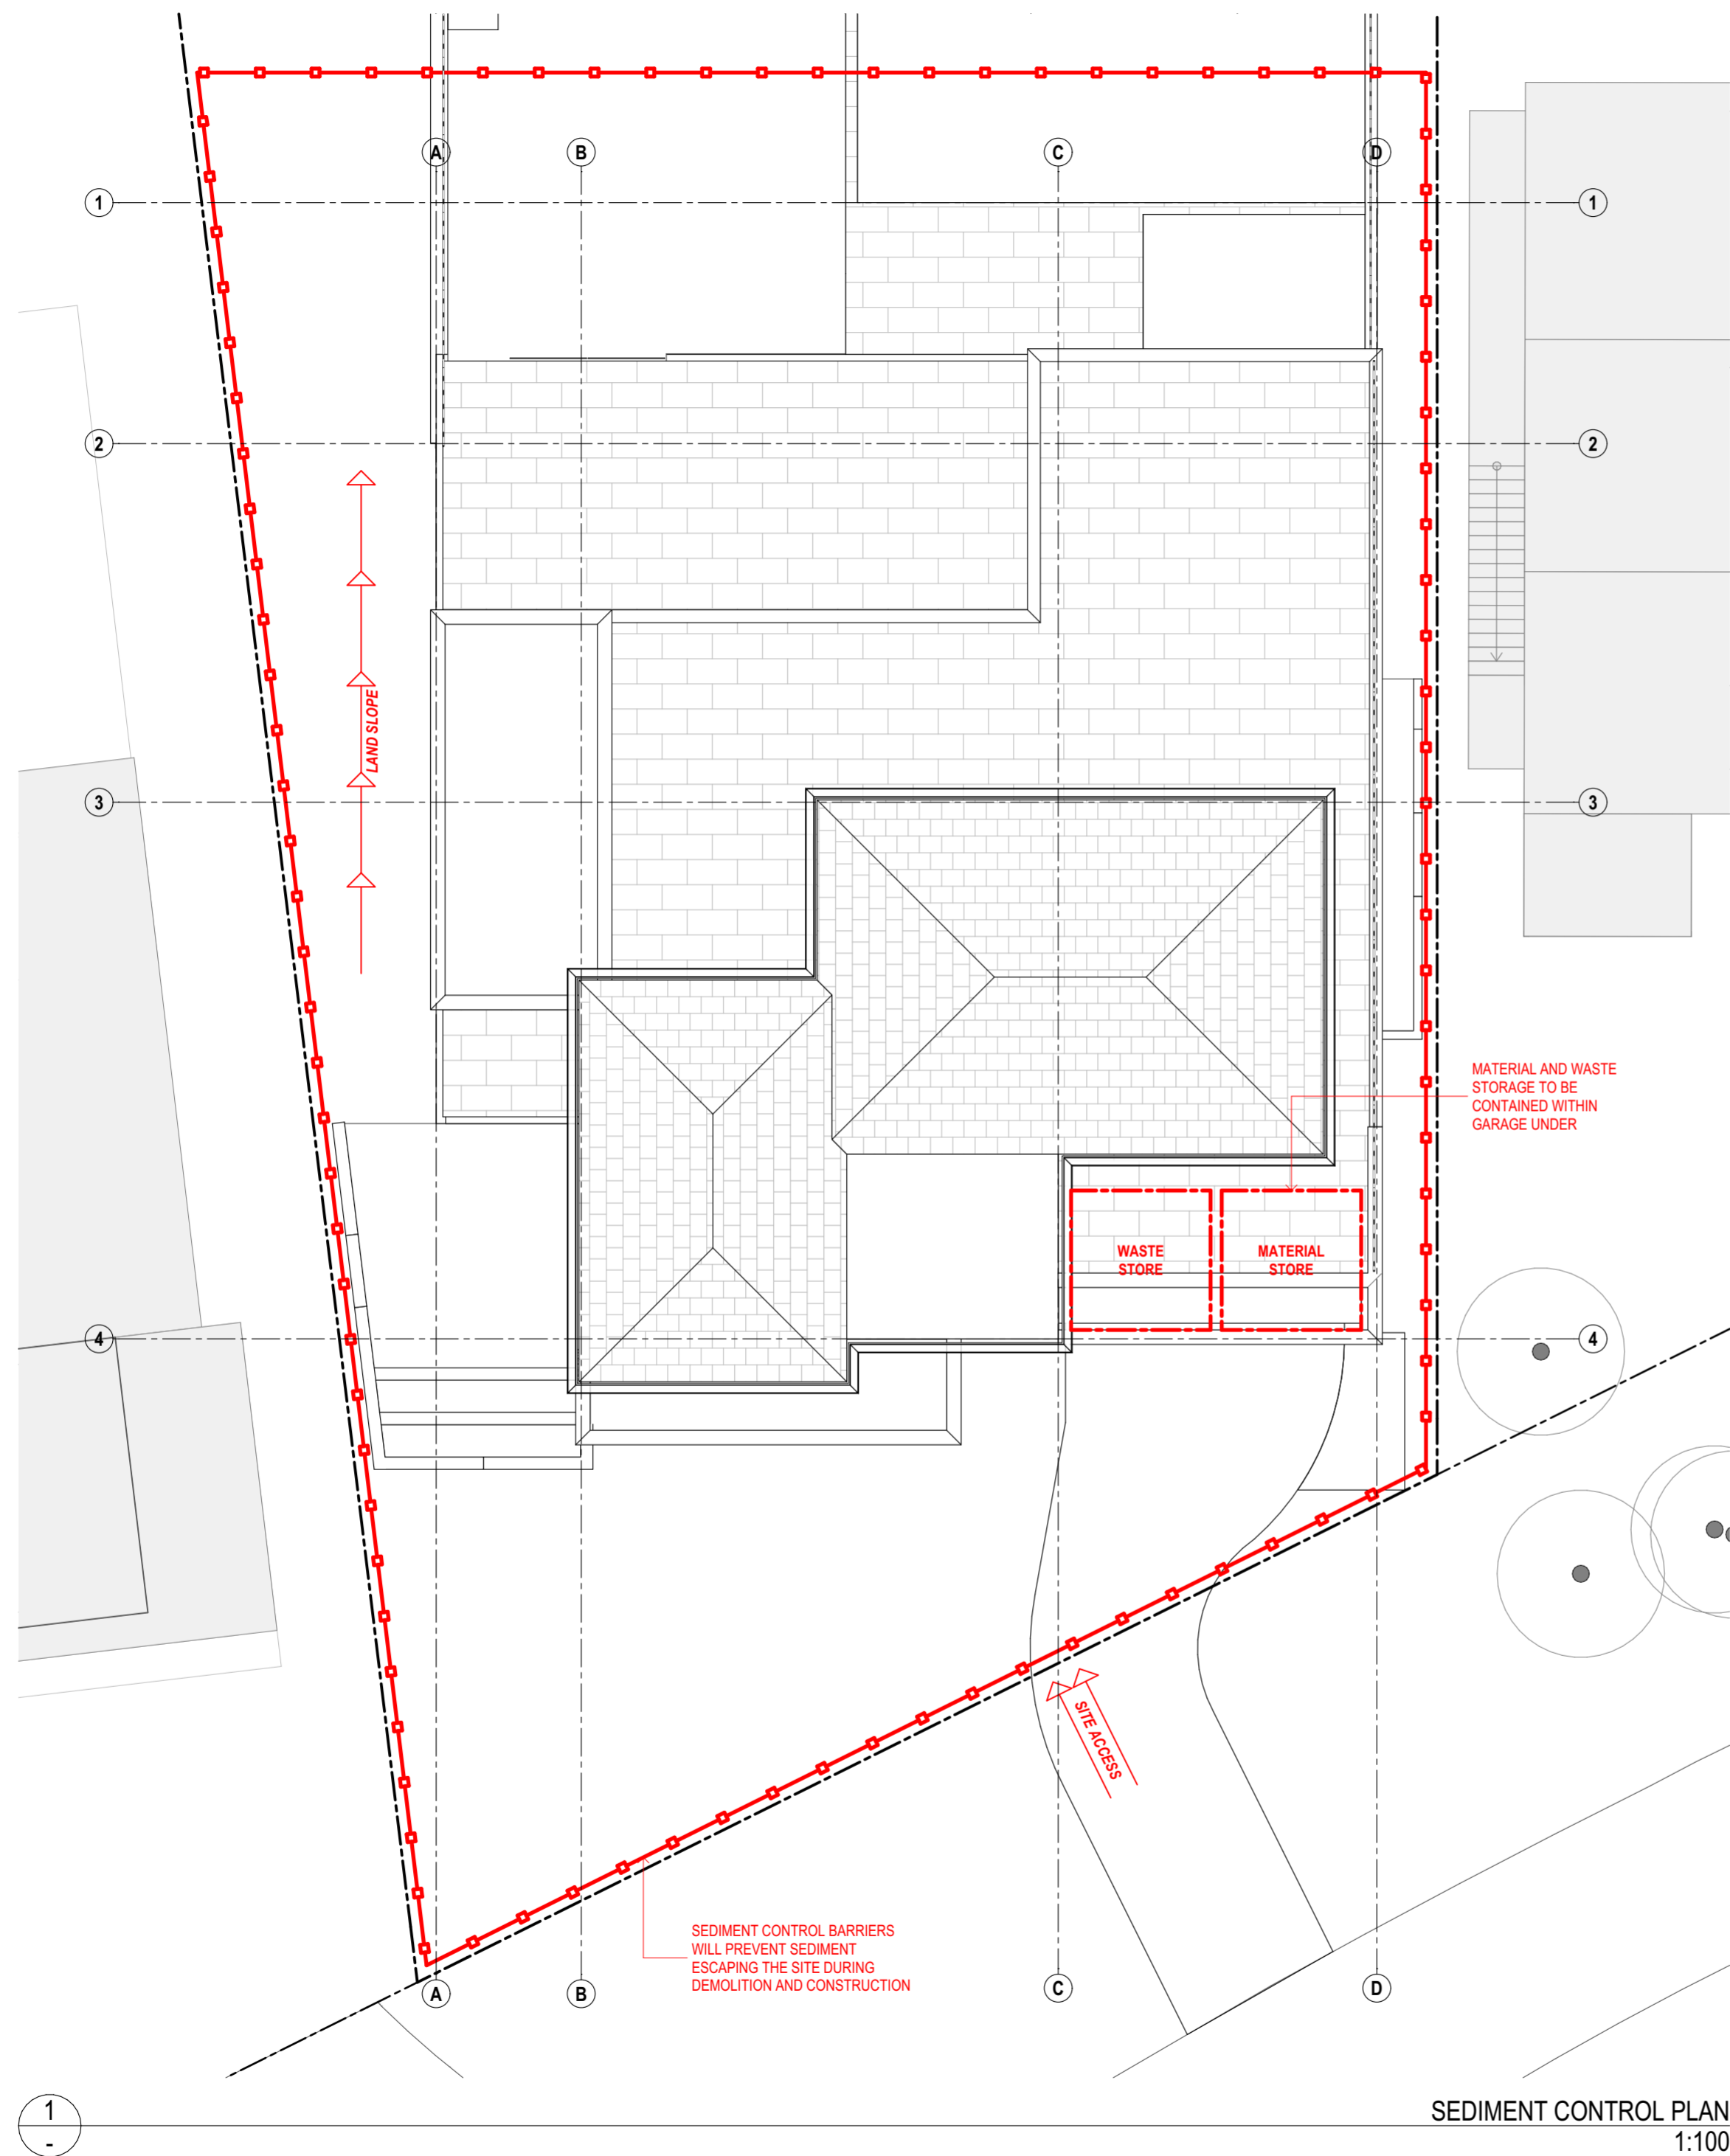 A
B
C
D
1
1
2
2
LAND SLOPE
3
3
MATERIAL AND WASTE
STORAGE TO BE
CONTAINED WITHIN
GARAGE UNDER
WASTE
STORE
MATERIAL
STORE
4
4
SITE ACCESS
SEDIMENT CONTROL BARRIERS
WILL PREVENT SEDIMENT
ESCAPING THE SITE DURING
DEMOLITION AND CONSTRUCTION
A
B
C
D
1
-
SEDIMENT CONTROL PLAN
1:100